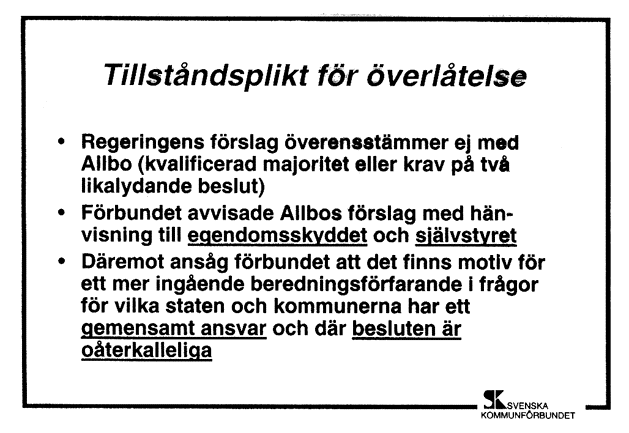 Tillståndsplikt för överlåtelse
• Regeringens förslag överensstämmer ej med
Allbo (kvalificerad majoritet eller krav på två
likalydande beslut)
• Förbundet avvisade Allbos förslag med hän-
visning till egendomsskyddet och självstyret
• Däremot ansåg förbundet att det finns motiv för
ett mer ingående beredningsförfarande i frågor
för vilka staten och kommunerna har ett
gemensamt ansvar och där besluten är
oåterkalleliga
SK SVENSKA
KOMMUNFÖRBUNDET